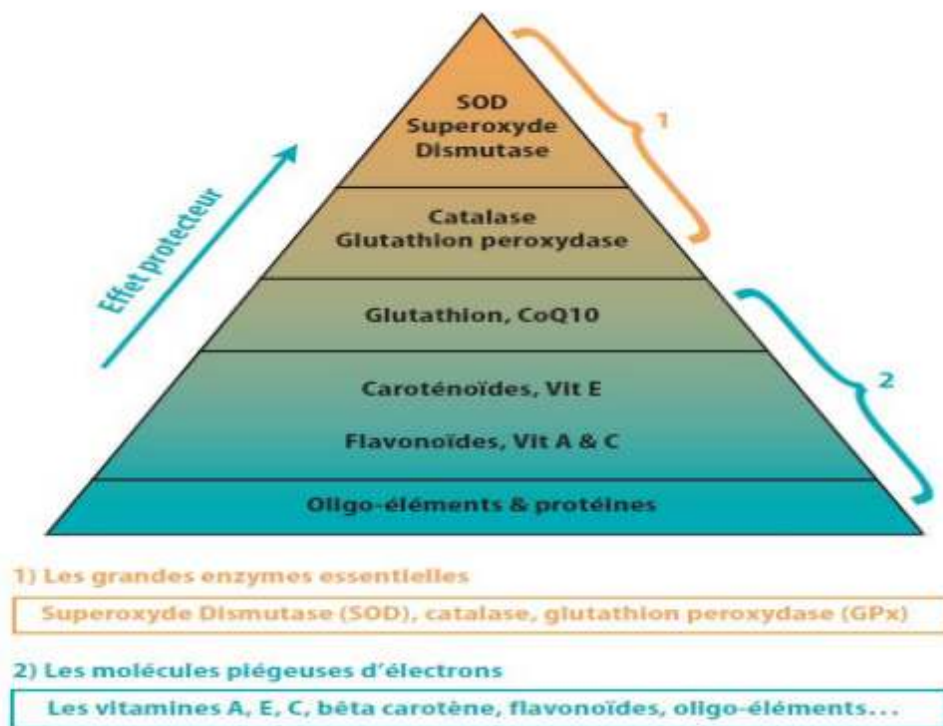 SOD
Superoxyde
Dismutase
1
Effet protecteur
Catalase
Glutathion peroxydase
Glutathion, CoQ10
2
Caroténoïdes, Vit E
Flavonoïdes, Vit A & C
Oligo-éléments & protéines
1) Les grandes enzymes essentielles
Superoxyde Dismutase (SOD), catalase, glutathion peroxydase (GPx)
2) Les molécules piégeuses d'électrons
Les vitamines A, E, C, bêta carotène, flavonoïdes, oligo-éléments...